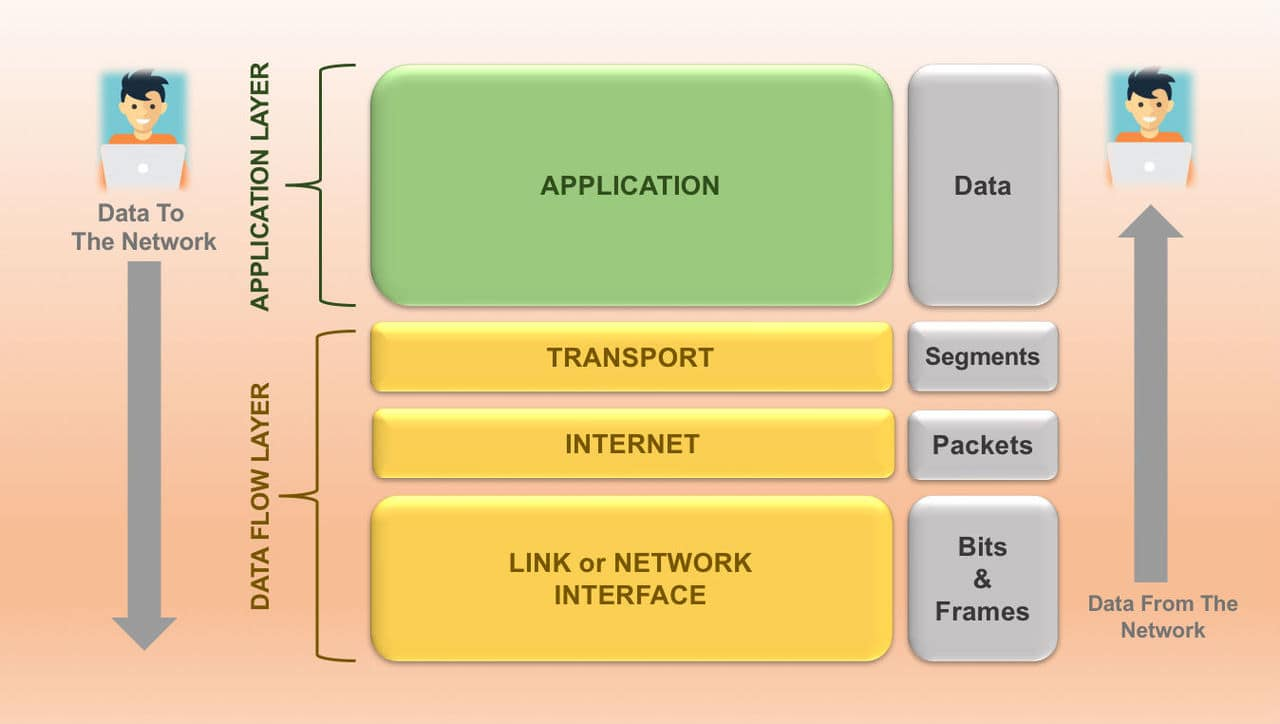 Data To
The Network
APPLICATION LAYER
APPLICATION
Data
DATA FLOW LAYER
TRANSPORT
Segments
INTERNET
Packets
LINK or NETWORK
INTERFACE
Bits
&
Frames
Data From The
Network